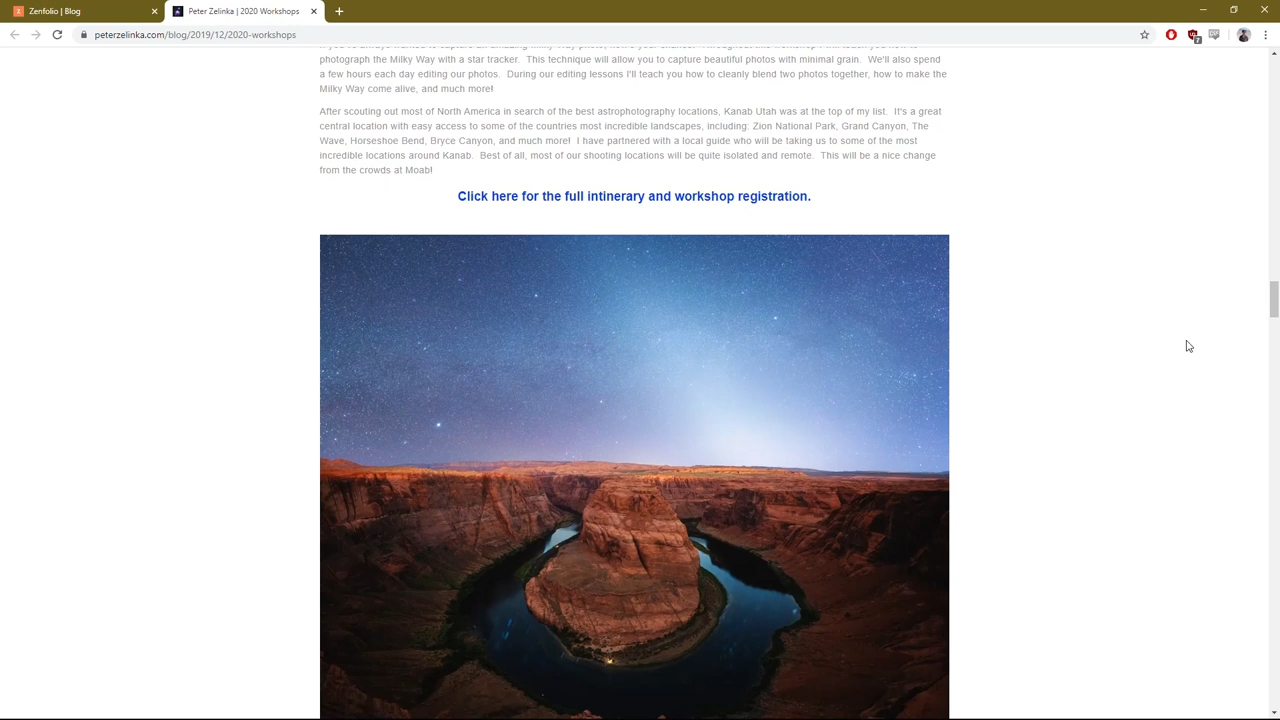 Zenfolio | Blog
Peter Zelinka | 2020 Workshops
peterzelinka.com/blog/2019/12/2020-workshops
photograph the Milky Way with a star tracker.  This technique will allow you to capture beautiful photos with minimal grain.  We'll also spend
a few hours each day editing our photos.  During our editing lessons I'll teach you how to cleanly blend two photos together, how to make the
Milky Way come alive, and much more!
After scouting out most of North America in search of the best astrophotography locations, Kanab Utah was at the top of my list.  It's a great
central location with easy access to some of the countries most incredible landscapes, including: Zion National Park, Grand Canyon, The
Wave, Horseshoe Bend, Bryce Canyon, and much more!  I have partnered with a local guide who will be taking us to some of the most
incredible locations around Kanab.  Best of all, most of our shooting locations will be quite isolated and remote.  This will be a nice change
from the crowds at Moab!
Click here for the full intinerary and workshop registration.